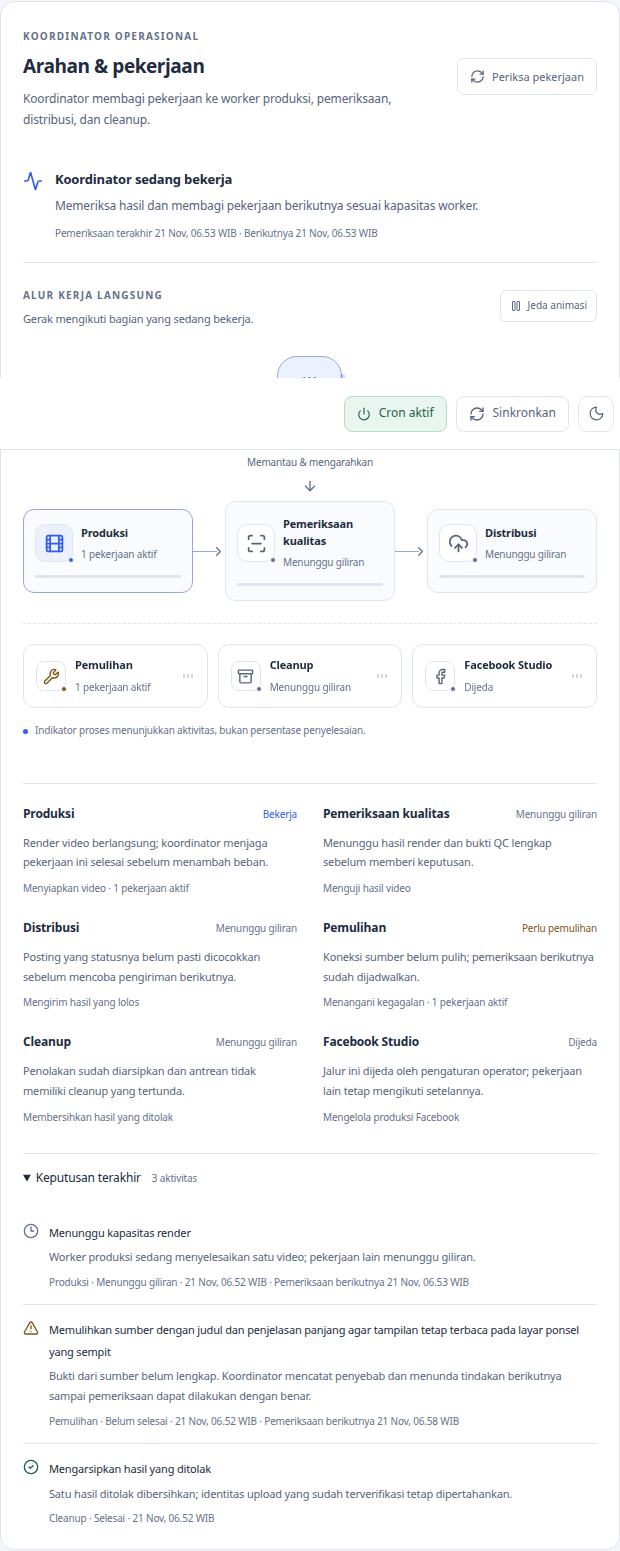 KOORDINATOR OPERASIONAL
Arahan & pekerjaan
Periksa pekerjaan
Koordinator membagi pekerjaan ke worker produksi, pemeriksaan,
distribusi, dan cleanup.
Koordinator sedang bekerja
Memeriksa hasil dan membagi pekerjaan berikutnya sesuai kapasitas worker.
Pemeriksaan terakhir 21 Nov, 06.53 WIB · Berikutnya 21 Nov, 06.53 WIB
ALUR KERJA LANGSUNG
Jeda animasi
Gerak mengikuti bagian yang sedang bekerja.
Cron aktif
Sinkronkan
Memantau & mengarahkan
Produksi
1 pekerjaan aktif
Pemeriksaan
kualitas
Menunggu giliran
Distribusi
Menunggu giliran
Pemulihan
1 pekerjaan aktif
Cleanup
Menunggu giliran
Facebook Studio
Dijeda
Indikator proses menunjukkan aktivitas, bukan persentase penyelesaian.
Produksi
Bekerja
Render video berlangsung; koordinator menjaga
pekerjaan ini selesai sebelum menambah beban.
Menyiapkan video · 1 pekerjaan aktif
Pemeriksaan kualitas
Menunggu giliran
Menunggu hasil render dan bukti QC lengkap
sebelum memberi keputusan.
Menguji hasil video
Distribusi
Menunggu giliran
Posting yang statusnya belum pasti dicocokkan
sebelum mencoba pengiriman berikutnya.
Mengirim hasil yang lolos
Pemulihan
Perlu pemulihan
Koneksi sumber belum pulih; pemeriksaan berikutnya
sudah dijadwalkan.
Menangani kegagalan · 1 pekerjaan aktif
Cleanup
Menunggu giliran
Penolakan sudah diarsipkan dan antrean tidak
memiliki cleanup yang tertunda.
Membersihkan hasil yang ditolak
Facebook Studio
Dijeda
Jalur ini dijeda oleh pengaturan operator; pekerjaan
lain tetap mengikuti setelannya.
Mengelola produksi Facebook
Keputusan terakhir 3 aktivitas
Menunggu kapasitas render
Worker produksi sedang menyelesaikan satu video; pekerjaan lain menunggu giliran.
Produksi · Menunggu giliran · 21 Nov, 06.52 WIB · Pemeriksaan berikutnya 21 Nov, 06.53 WIB
Memulihkan sumber dengan judul dan penjelasan panjang agar tampilan tetap terbaca pada layar ponsel
yang sempit
Bukti dari sumber belum lengkap. Koordinator mencatat penyebab dan menunda tindakan berikutnya
sampai pemeriksaan dapat dilakukan dengan benar.
Pemulihan · Belum selesai · 21 Nov, 06.52 WIB · Pemeriksaan berikutnya 21 Nov, 06.58 WIB
Mengarsipkan hasil yang ditolak
Satu hasil ditolak dibersihkan; identitas upload yang sudah terverifikasi tetap dipertahankan.
Cleanup · Selesai · 21 Nov, 06.52 WIB